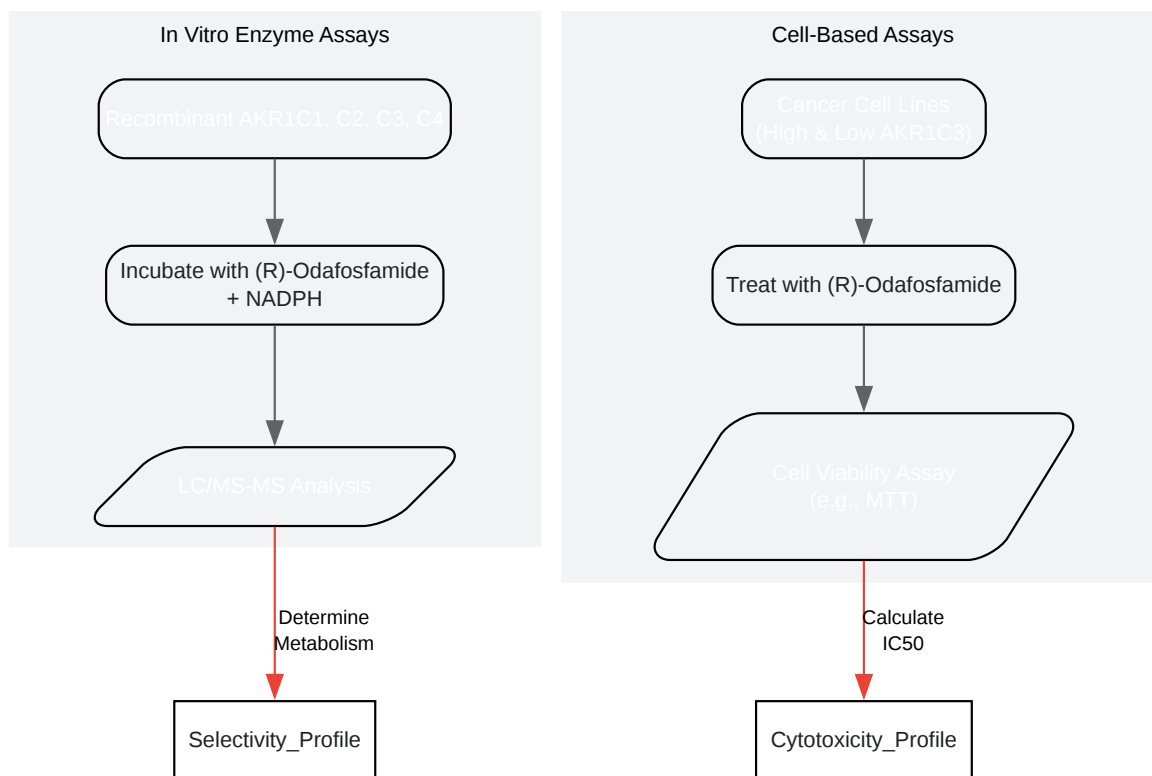 In Vitro Enzyme Assays
Recombinant AKR1C1, C2, C3, C4
Incubate with (R)-Odafosfamide
+ NADPH
LC/MS-MS Analysis
Determine
Metabolism
Selectivity_Profile
Cell-Based Assays
Cancer Cell Lines
(High & Low AKR1C3)
Treat with (R)-Odafosfamide
Cell Viability Assay
(e.g., MTT)
Calculate
IC50
Cytotoxicity_Profile